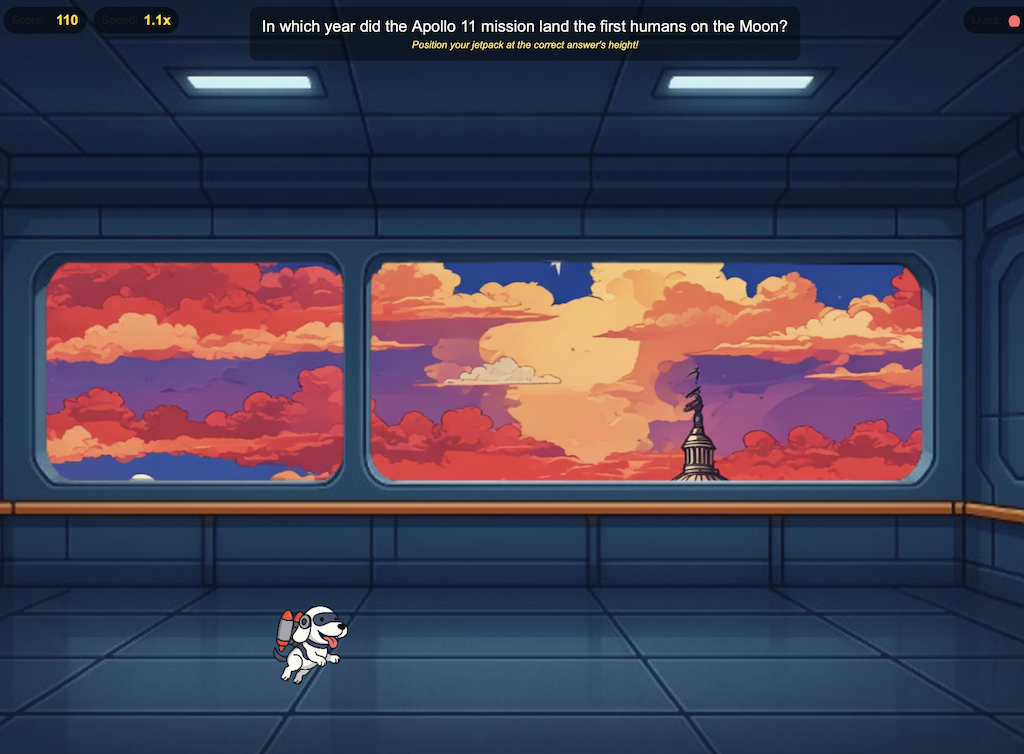 Score: 110
Speed: 1.1x
In which year did the Apollo 11 mission land the first humans on the Moon?
Position your jetpack at the correct answer's height!
Lives: